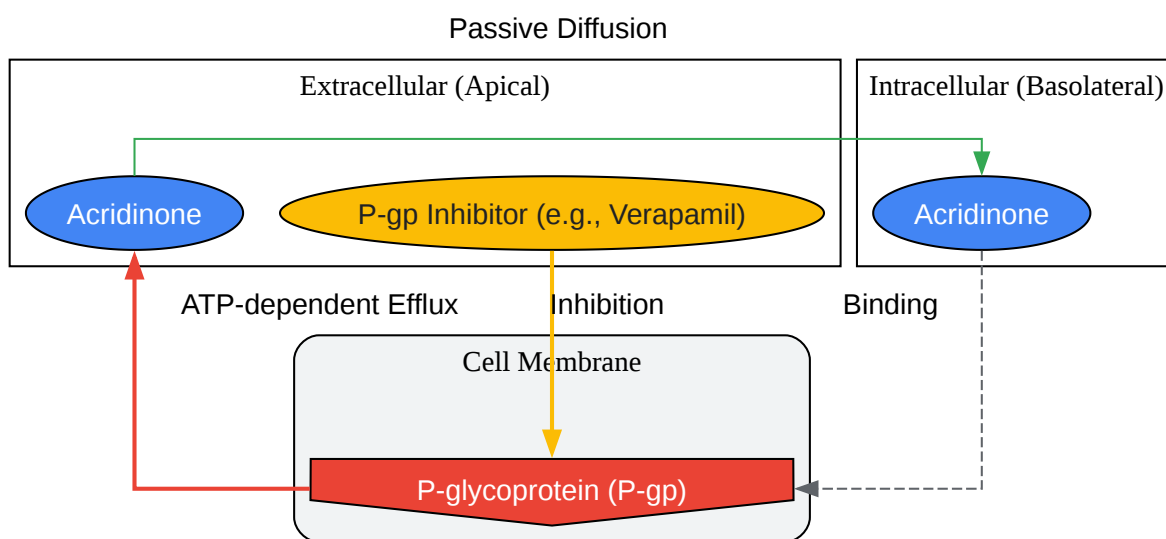 Passive Diffusion
Extracellular (Apical)
Intracellular (Basolateral)
Acridinone
P-gp Inhibitor (e.g., Verapamil)
Acridinone
ATP-dependent Efflux
Inhibition
Binding
Cell Membrane
P-glycoprotein (P-gp)